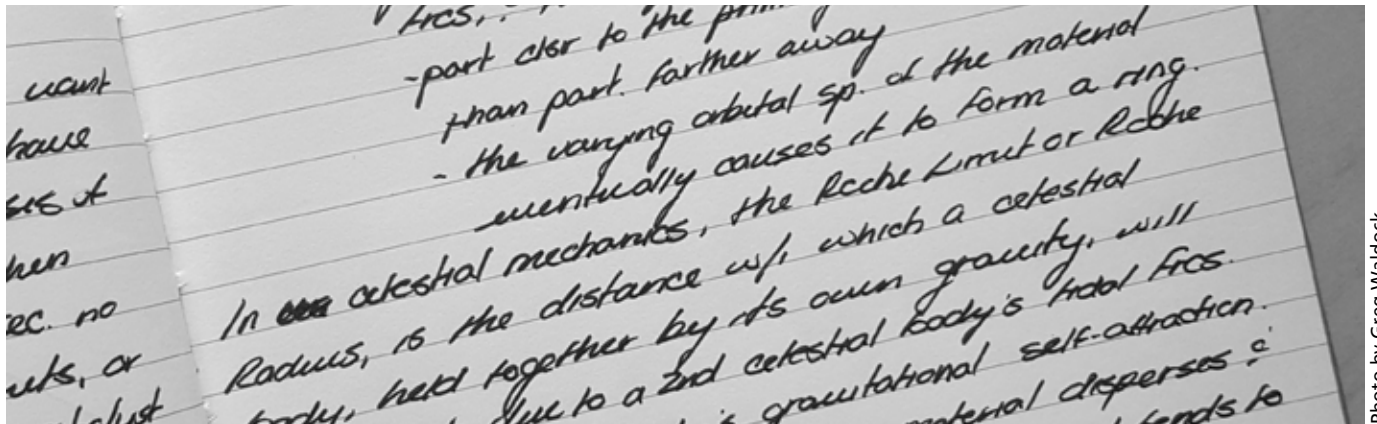 want
have
hen
ec. no
or
frcs,
-part clsr to the
than part. farther away
- the varying orbital sp. of the material
eventually causes it to form a ring.
In celestial mechanics, the Roche Limit or Roche
Radius, is the distance w/i which a celestial
body, held together by its own gravity, will
due to a 2nd celestial body's tidal frcs.
gravitational self-attraction.
material disperses &
tends to
Photo by Greg Waldock